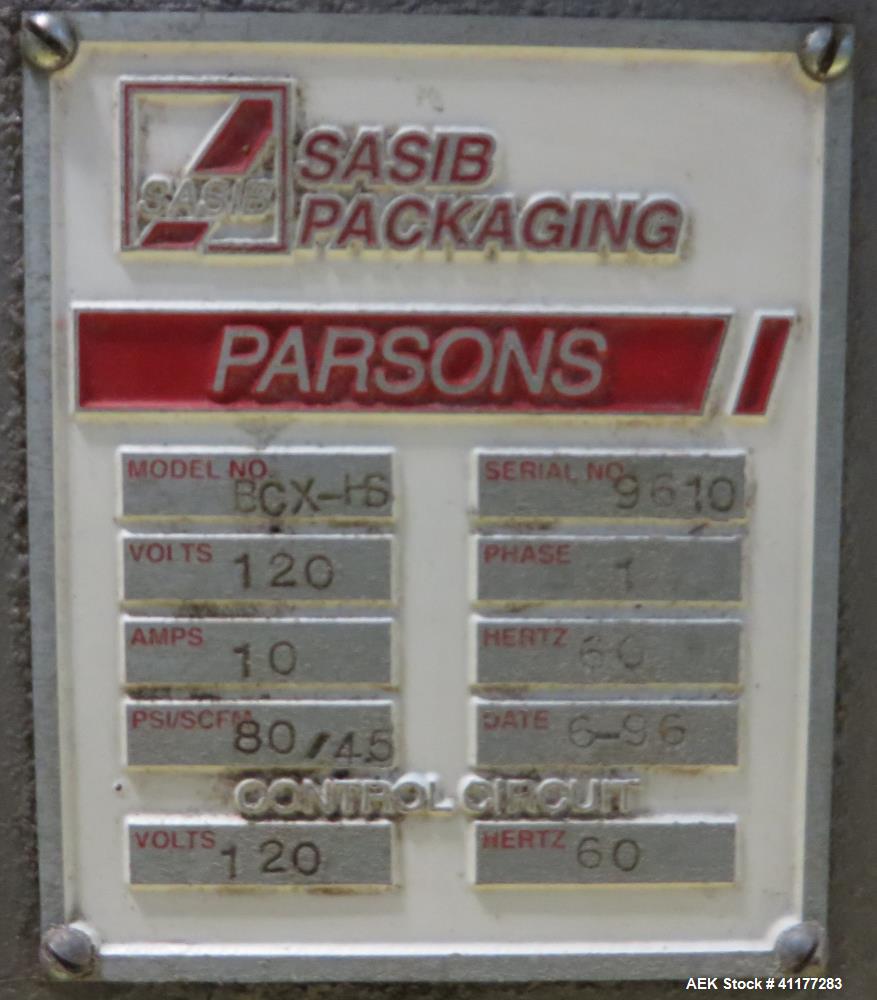 SASIB
SASIB
PACKAGING
PARSONS
MODEL NO. BCX-HS
SERIAL NO. 9610
VOLTS 120
PHASE 1
AMPS 10
HERTZ 60
PSI/SCFM 80/45
DATE 6-96
CONTROL CIRCUIT
VOLTS 120
HERTZ 60
AEK Stock # 41177283